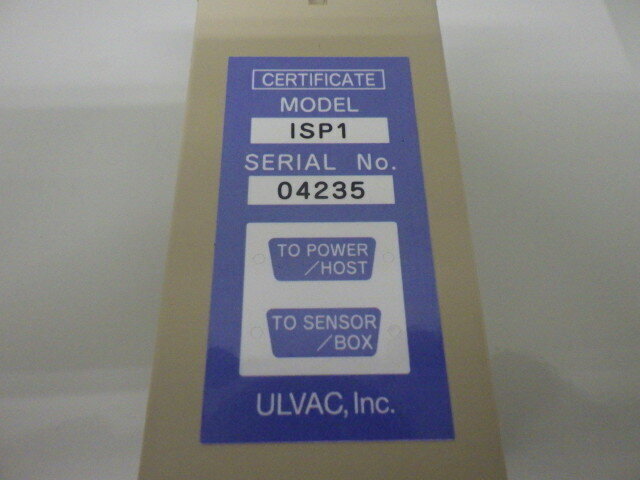 CERTIFICATE
MODEL
ISP1
SERIAL No.
04235
TO POWER
/HOST
TO SENSOR
/BOX
ULVAC, Inc.